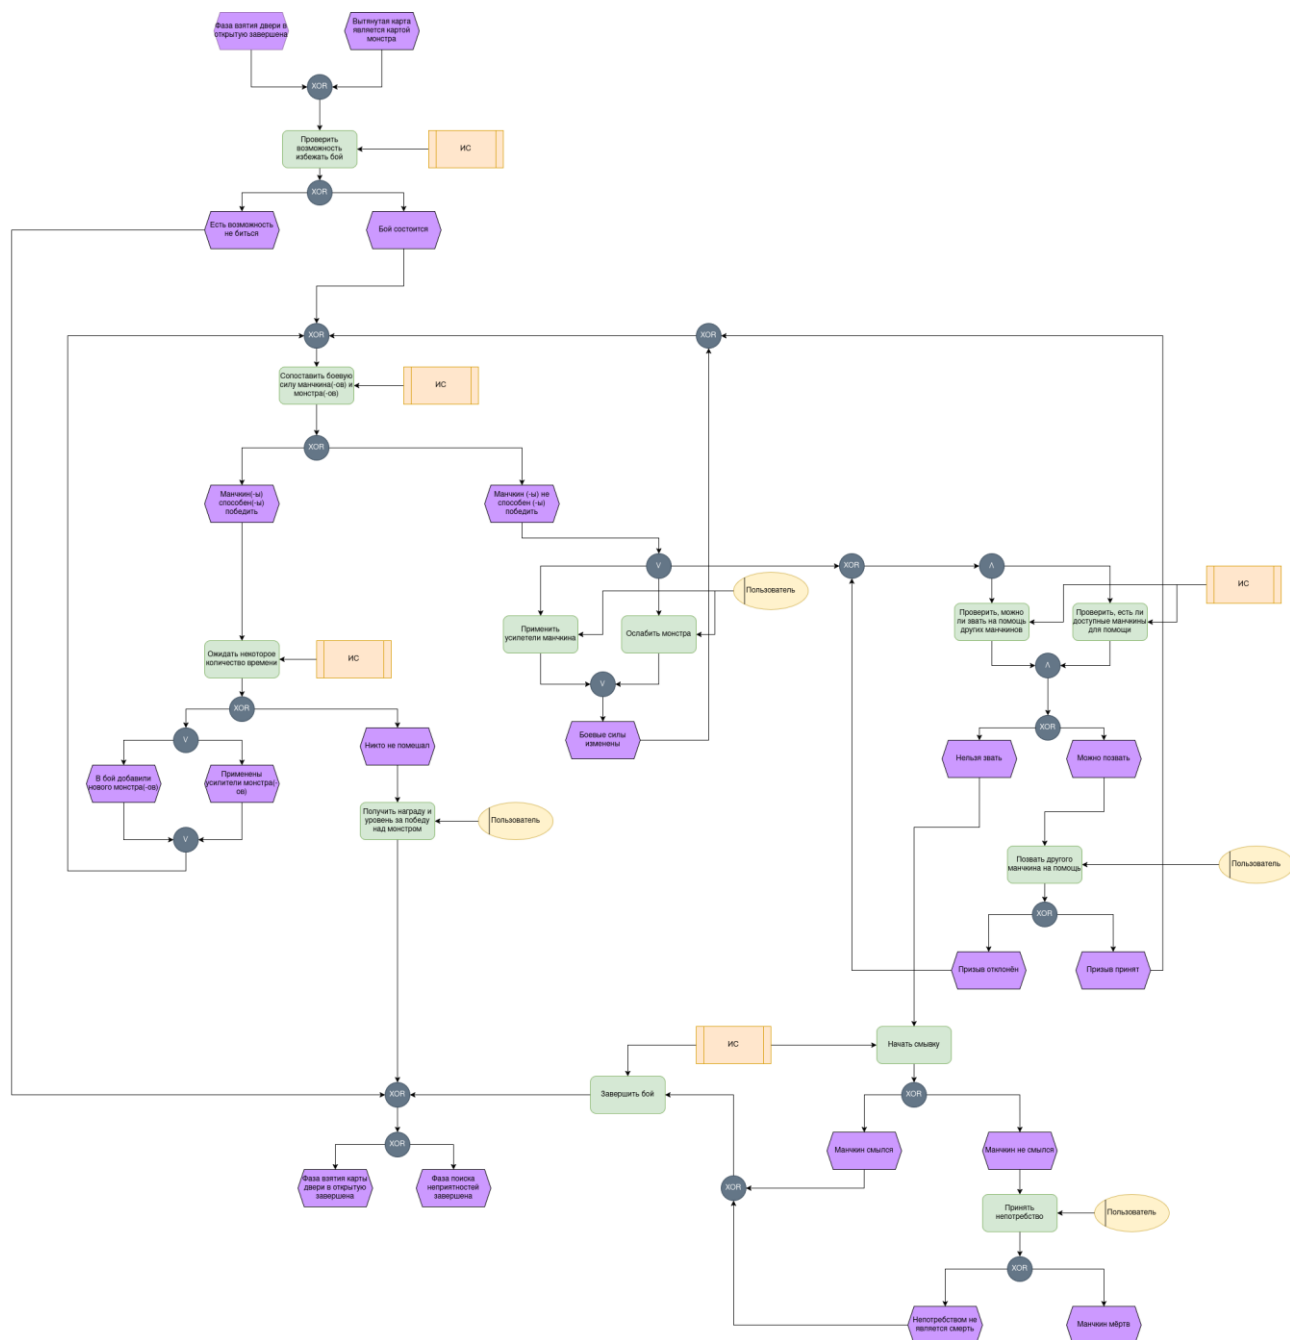 Фаза взятия двери в
открытую завершена
Вытянутая карта
является картой
монстра
XOR
Проверить
возможность
избежать бой
ИС
XOR
Есть возможность
не биться
Бой состоится
XOR
XOR
Сопоставить боевую
силу манчкина(-ов) и
монстра(-ов)
ИС
XOR
Манчкин(-ы)
способен(-ы)
победить
Манчкин (-ы) не
способен (-ы)
победить
V
XOR
Λ
Пользователь
ИС
Применить
усипетели манчкина
Ослабить монстра
Проверить, можно
ли звать на помощь
других манчкинов
Проверить, есть ли
доступные манчкины
для помощи
Ожидать некоторое
количество времени
ИС
V
Λ
XOR
XOR
V
Никто не помешал
Боевые силы
изменены
Нельзя звать
Можно позвать
В бой добавили
нового монстра(-ов)
Применены
усипители монстра(-
ов)
V
Получить награду и
уровень за победу
над монстром
Пользователь
Позвать другого
манчкина на помощь
Пользователь
XOR
Призыв отклонён
Призыв принят
ИС
Начать смывку
Завершить бой
XOR
XOR
XOR
Манчкин смылся
Манчкин не смылся
Фаза взятия карты
двери в открытую
завершена
Фаза поиска
неприятностей
завершена
XOR
Принять
непотребство
Пользователь
XOR
Непотребством не
является смерть
Манчкин мёртв